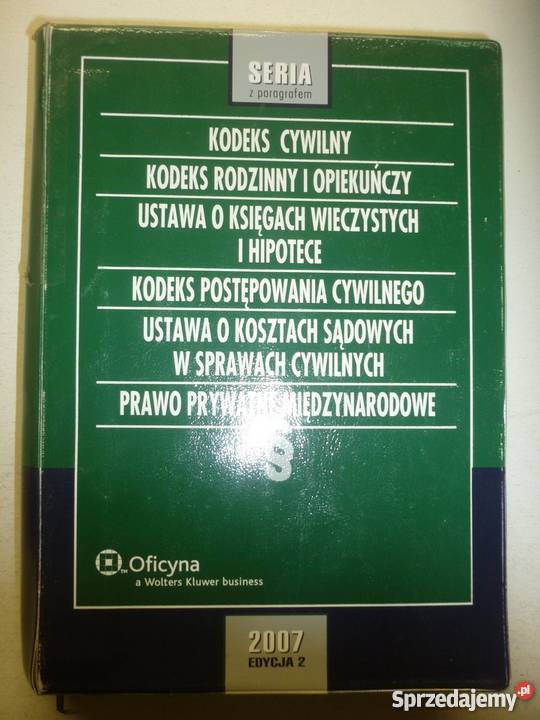 SERIA
z paragrafem
KODEKS CYWILNY
KODEKS RODZINNY I OPIEKUŃCZY
USTAWA O KSIĘGACH WIECZYSTYCH
I HIPOTECE
KODEKS POSTĘPOWANIA CYWILNEGO
USTAWA O KOSZTACH SĄDOWYCH
W SPRAWACH CYWILNYCH
PRAWO PRYWATNE MIĘDZYNARODOWE
§
Oficyna
TM
a Wolters Kluwer business
2007
EDYCJA 2
Sprzedajemy.pl